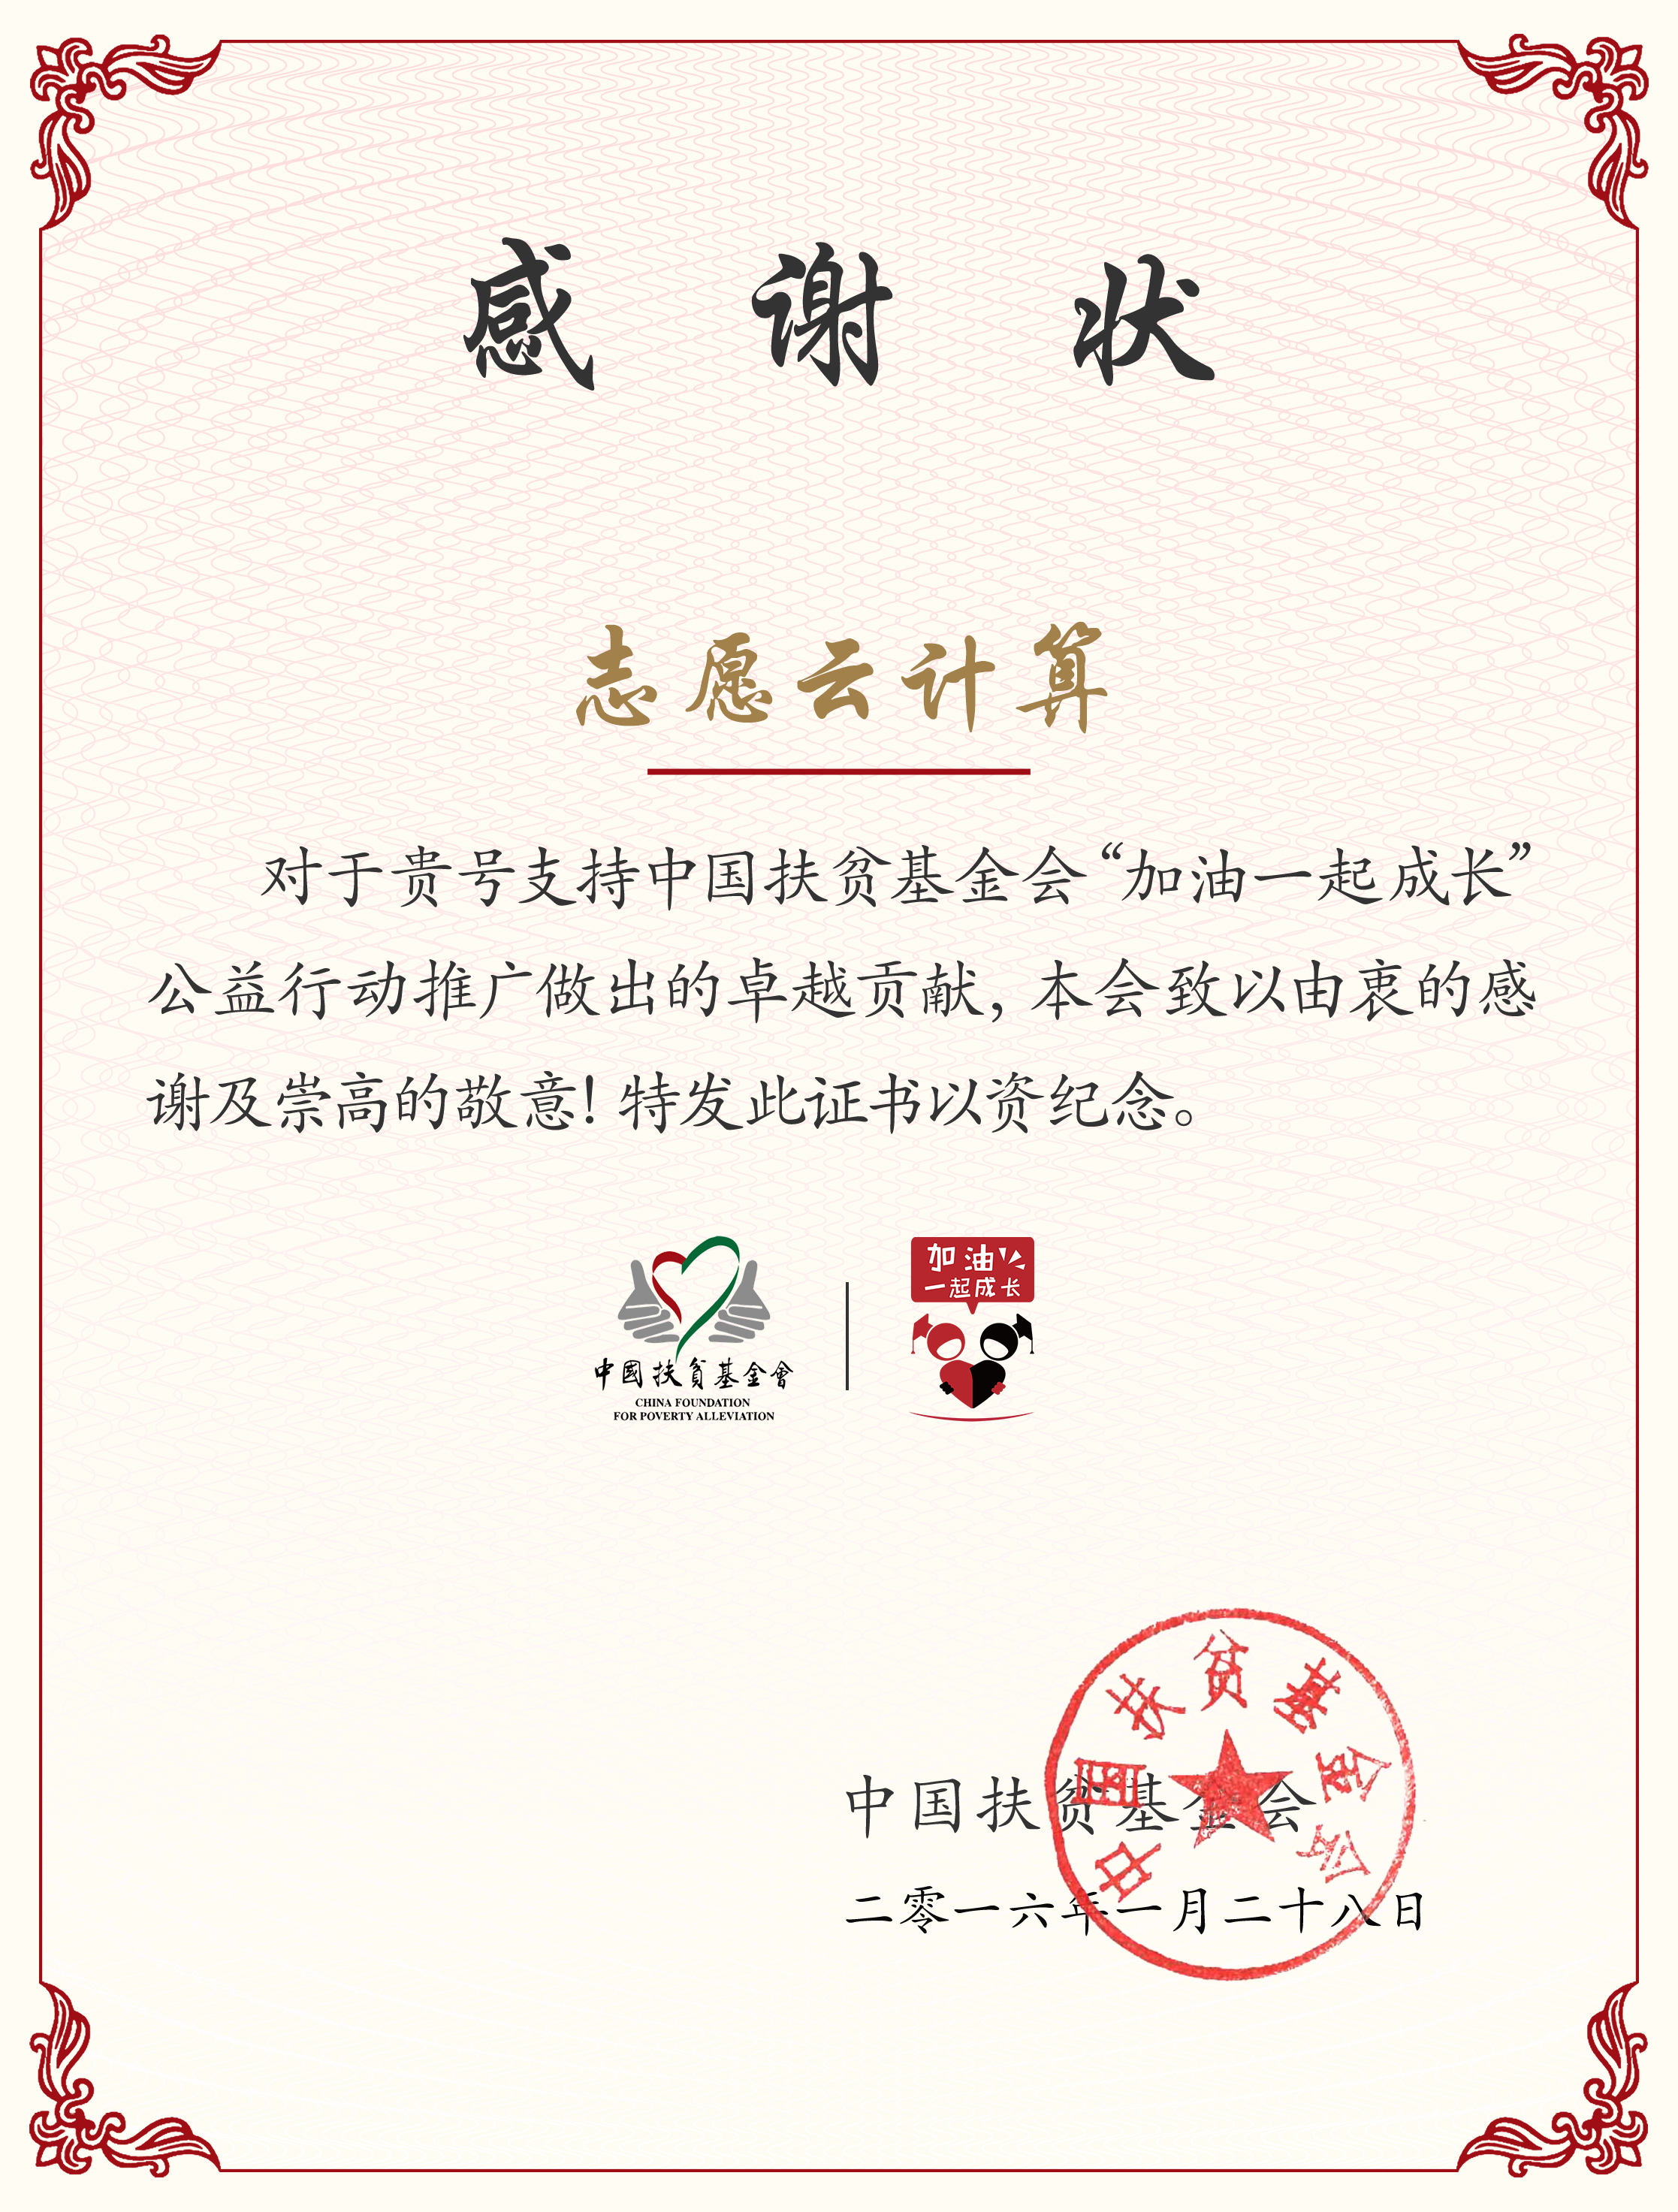 感谢状
志愿云计算
对于贵号支持中国扶贫基金会“加油一起成长”
公益行动推广做出的卓越贡献，本会致以由衷的感
谢及崇高的敬意！特发此证书以资纪念。
中國扶貧基金會
CHINA FOUNDATION
FOR POVERTY ALLEVIATION
加油
一起成长
中国扶贫基金会
中国扶贫基金会
二零一六年一月二十八日